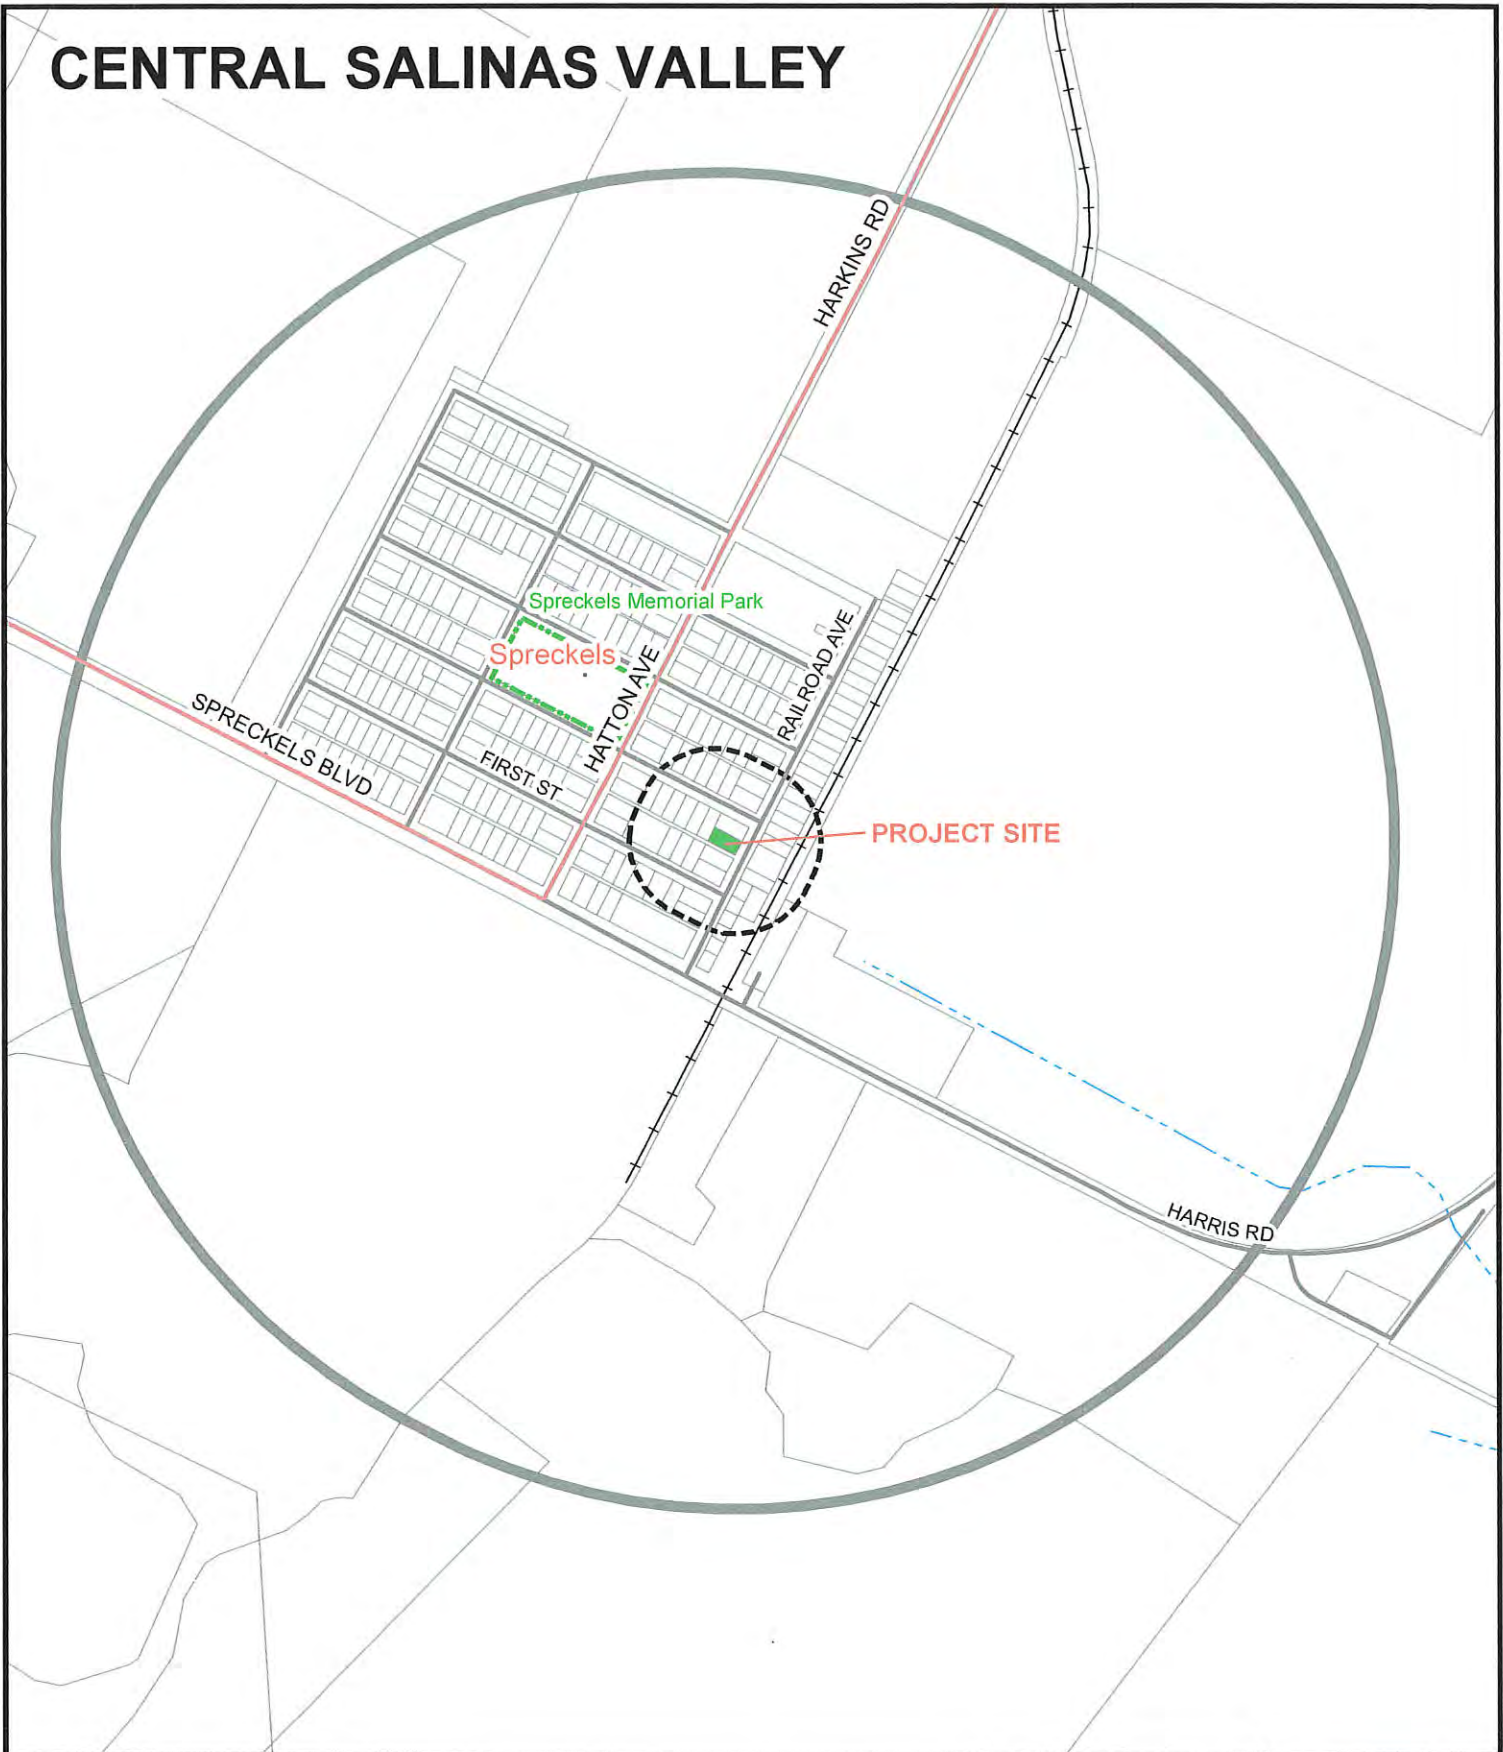 CENTRAL SALINAS VALLEY
HARKINS RD
Spreckels Memorial Park
Spreckels
HATTON AVE
RAILROAD AVE
SPRECKELS BLVD
FIRST ST
PROJECT SITE
HARRIS RD